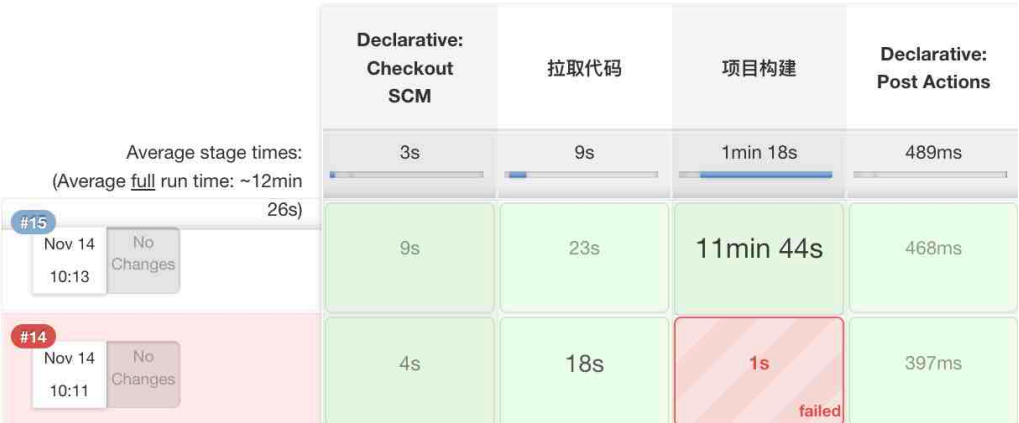 Declarative:
Checkout
SCM
拉取代码
项目构建
Declarative:
Post Actions
Average stage times:
(Average full run time: ~12min
26s)
3s
9s
1min 18s
489ms
#15
Nov 14
10:13
No
Changes
9s
23s
11min 44s
468ms
#14
Nov 14
10:11
No
Changes
4s
18s
1s
failed
397ms